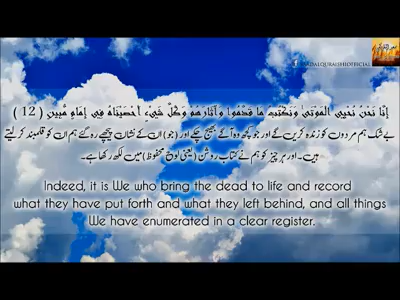 إِنَّا نَحْنُ نُحْيِي الْمَوْتَىٰ وَنَكْتُبُ مَا قَدَّمُوا وَآثَارَهُمْ وَكُلَّ شَيْءٍ أَحْصَيْنَاهُ فِي إِمَامٍ مُّبِينٍ ( 12 )
بے شک ہم مردوں کو زندہ کریں گے اور جو کچھ وہ آگے بھیج چکے اور (جو) ان کے نشان پیچھے رہ گئے ہم ان کو قلمبند کرلیتے
ہیں۔ اور ہر چیز کو ہم نے کتاب روشن (یعنی لوح محفوظ) میں لکھ رکھا ہے۔
Indeed, it is We who bring the dead to life and record
what they have put forth and what they left behind, and all things
We have enumerated in a clear register.